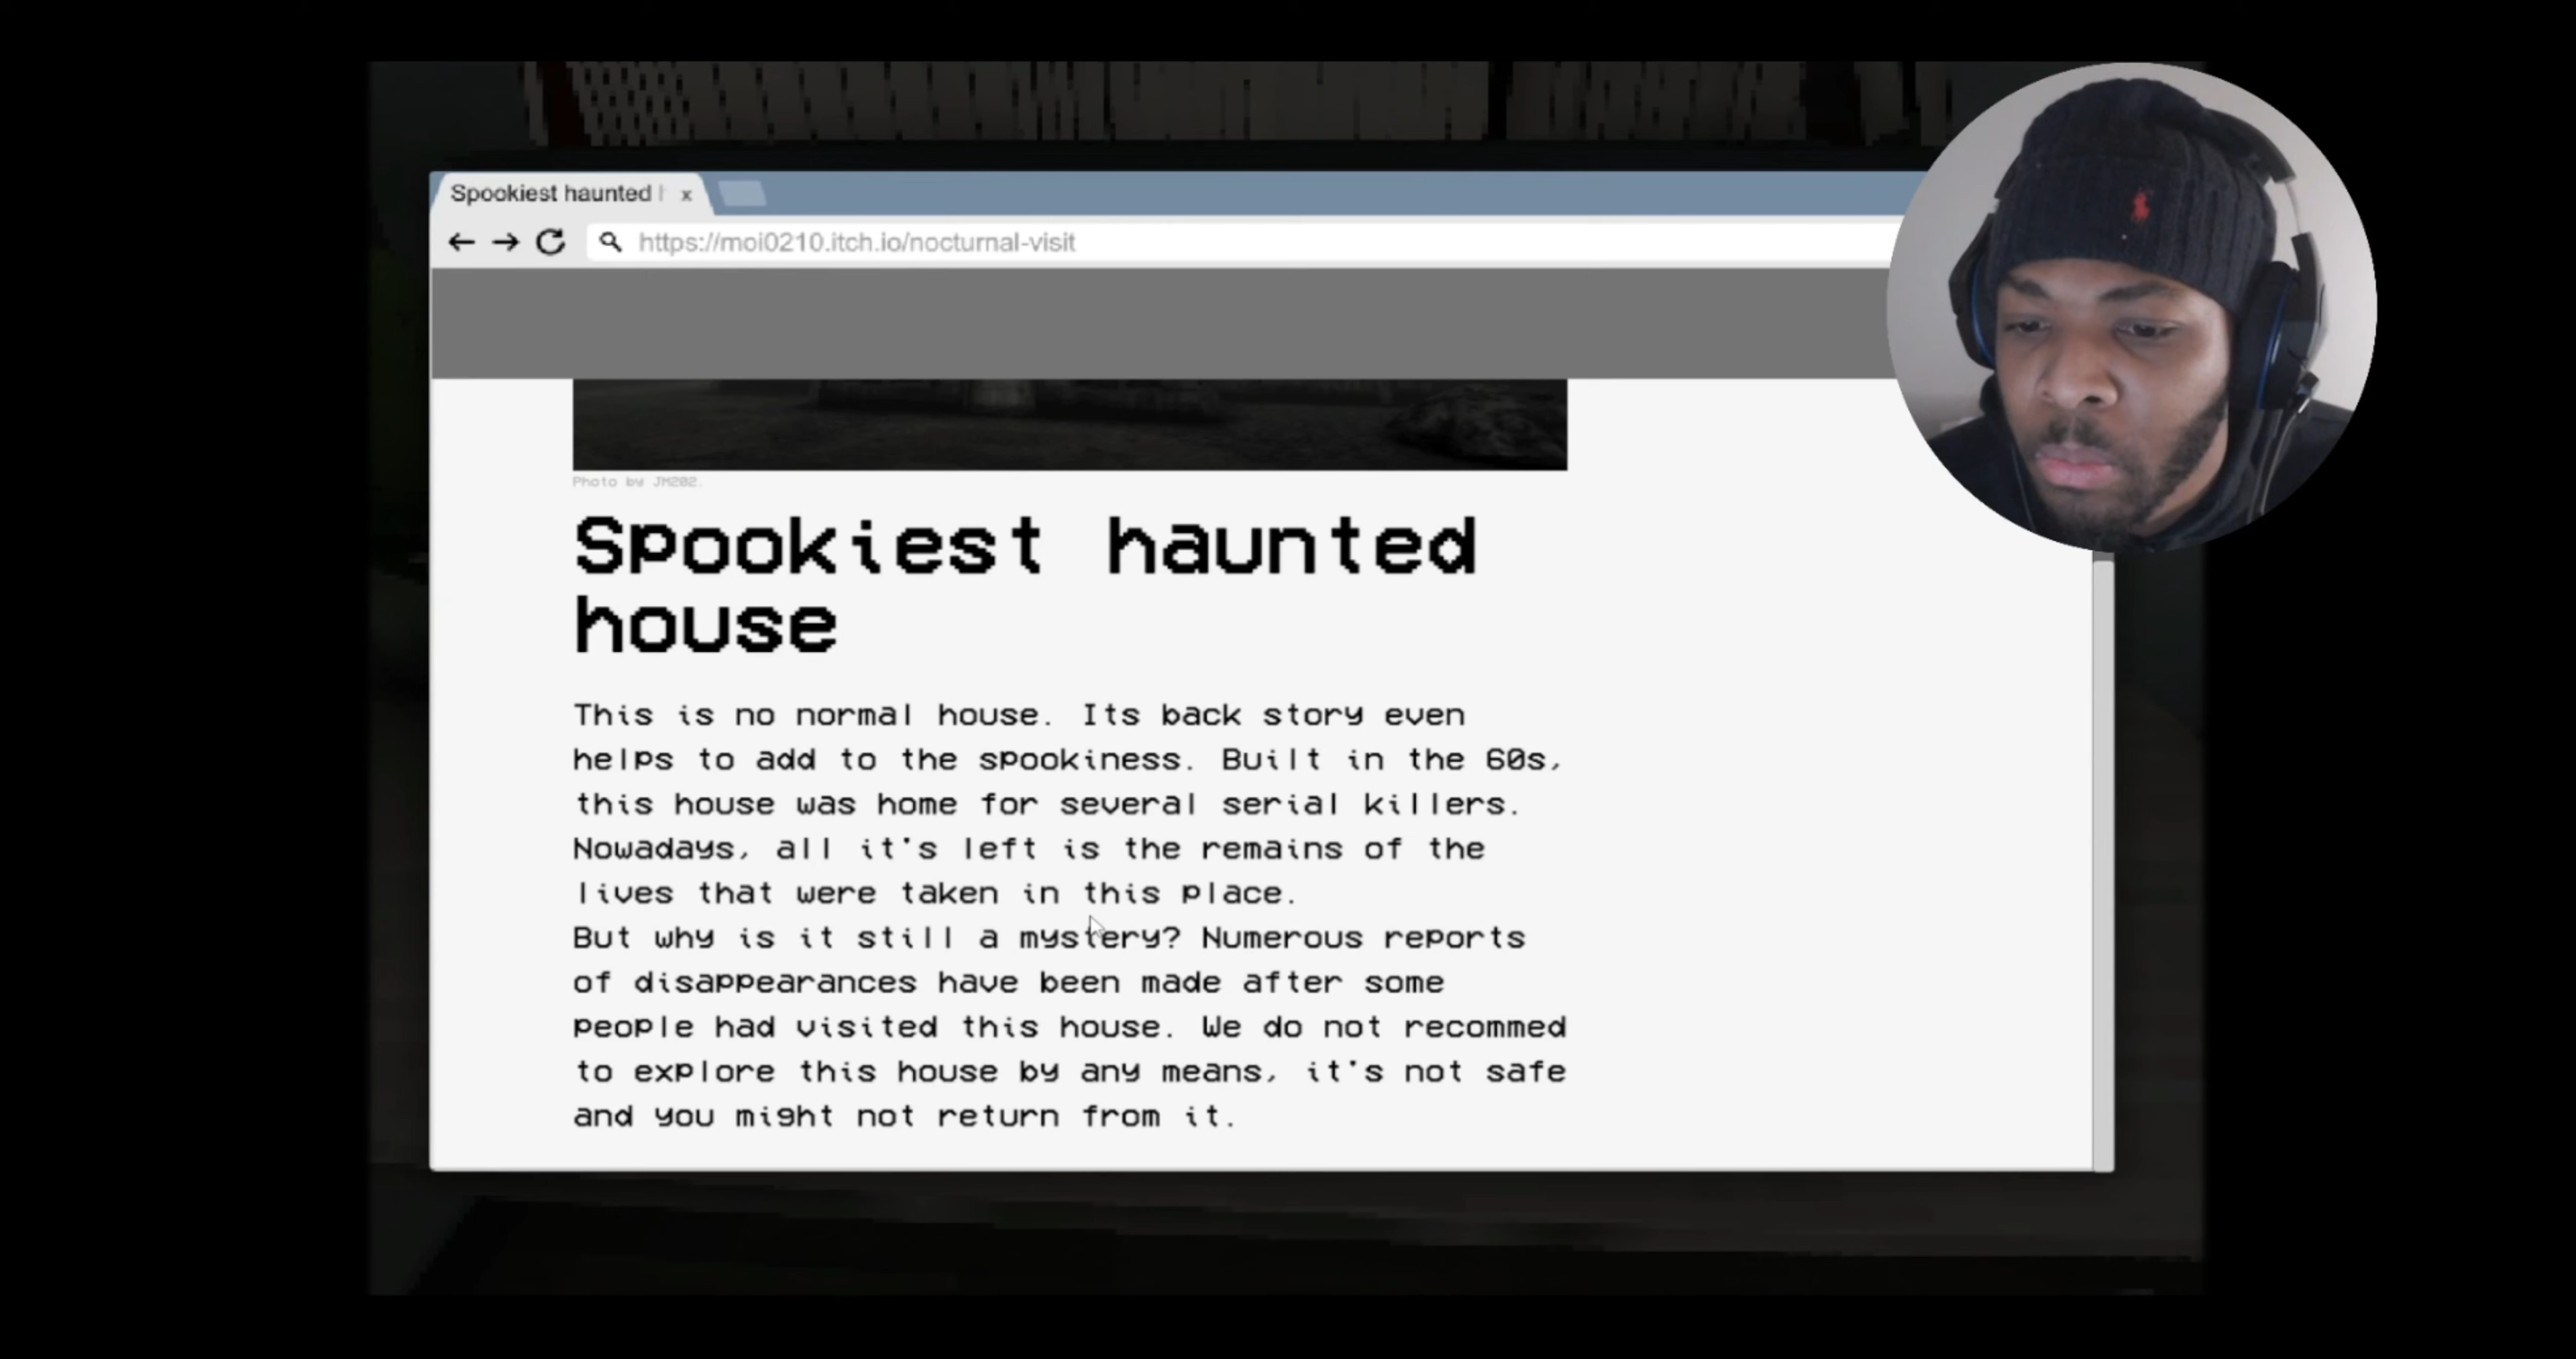 Spookiest haunted
x
https://moi0210.itch.io/nocturnal-visit
Photo by JM202.
Spookiest haunted
house
This is no normal house. Its back story even
helps to add to the spookiness. Built in the 60s,
this house was home for several serial killers.
Nowadays, all it's left is the remains of the
lives that were taken in this place.
But why is it still a mystery? Numerous reports
of disappearances have been made after some
people had visited this house. We do not recommed
to explore this house by any means, it's not safe
and you might not return from it.